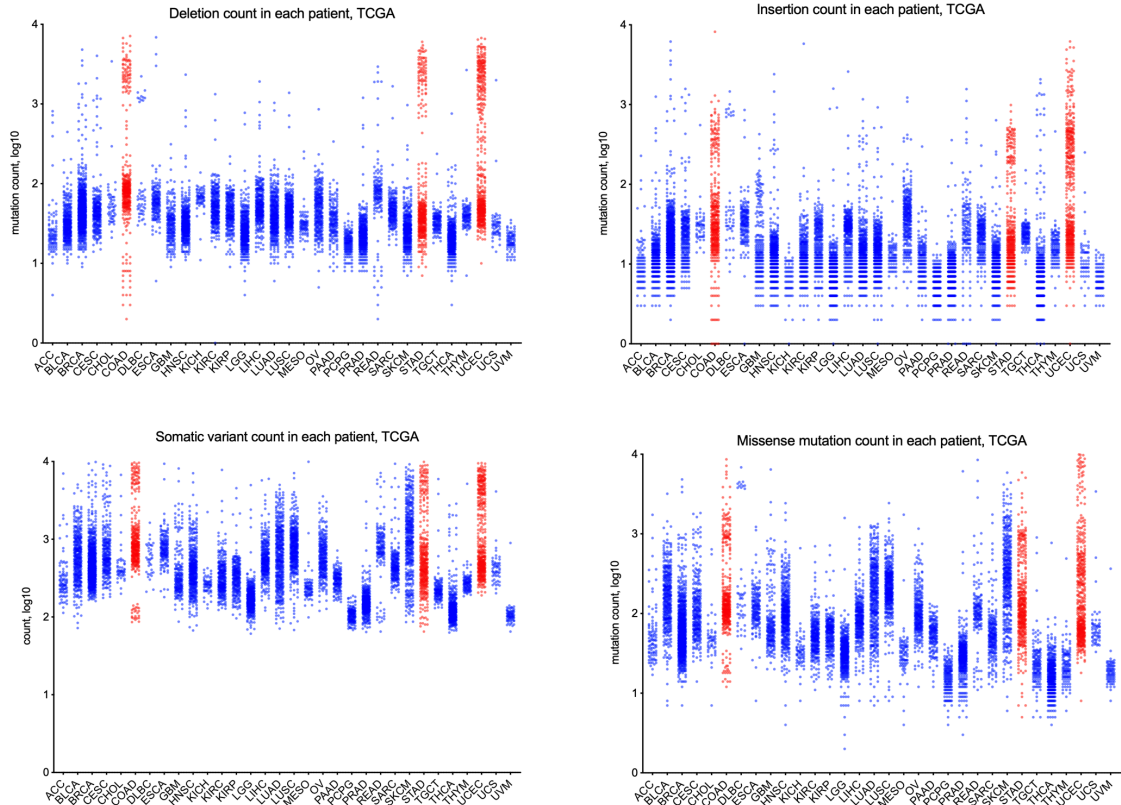 Deletion count in each patient, TCGA
mutation count, log10
4
3
2
1
0
ACC BLCA BRCA CESC CHOL COAD DLBC ESCA GBM HNSC KICH KIRC KIRP LGG LIHC LUAD LUSC MESO OV PAAD PCPG PRAD READ SARC SKCM STAD TGCT THCA THYM UCEC UCS UVM
Insertion count in each patient, TCGA
mutation count, log10
4
3
2
1
0
ACC BLCA BRCA CESC CHOL COAD DLBC ESCA GBM HNSC KICH KIRC KIRP LGG LIHC LUAD LUSC MESO OV PAAD PCPG PRAD READ SARC SKCM STAD TGCT THCA THYM UCEC UCS UVM
Somatic variant count in each patient, TCGA
count, log10
4
3
2
1
0
ACC BLCA BRCA CESC CHOL COAD DLBC ESCA GBM HNSC KICH KIRC KIRP LGG LIHC LUAD LUSC MESO OV PAAD PCPG PRAD READ SARC SKCM STAD TGCT THCA THYM UCEC UCS UVM
Missense mutation count in each patient, TCGA
mutation count, log10
4
3
2
1
0
ACC BLCA BRCA CESC CHOL COAD DLBC ESCA GBM HNSC KICH KIRC KIRP LGG LIHC LUAD LUSC MESO OV PAAD PCPG PRAD READ SARC SKCM STAD TGCT THCA THYM UCEC UCS UVM